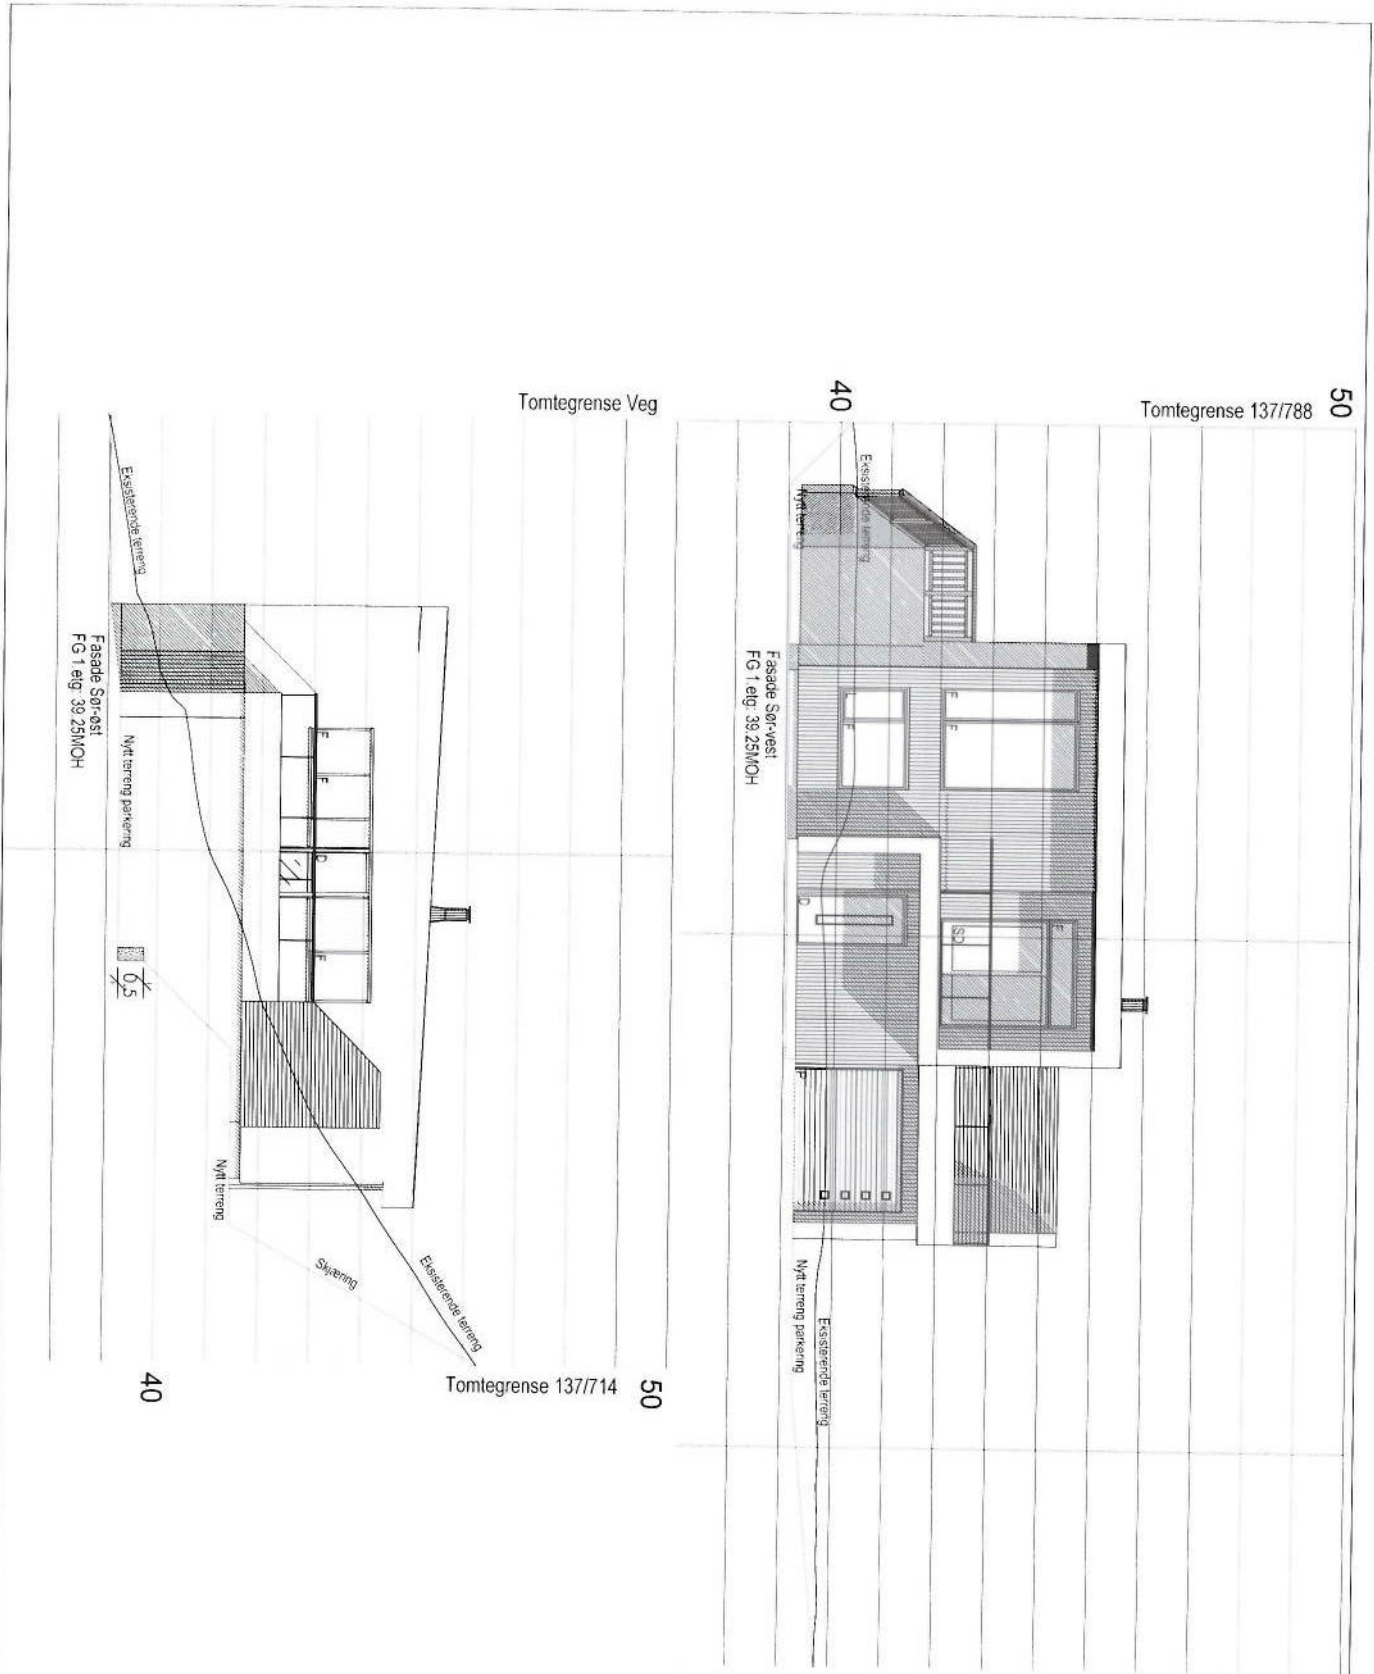 50
Tomtegrense 137/788
40
Eksisterende terreng
Nytt terreng
F
F
F
F
F
SD
D
P
Fasade Sør-vest
FG 1.etg: 39.25MOH
Nytt terreng parkering
Eksisterende terreng
Tomtegrense Veg
Eksisterende terreng
F
F
D
F
Fasade Sør-øst
FG 1.etg: 39.25MOH
Nytt terreng parkering
0,5
Nytt terreng
Skjæring
Eksisterende terreng
50
Tomtegrense 137/714
40